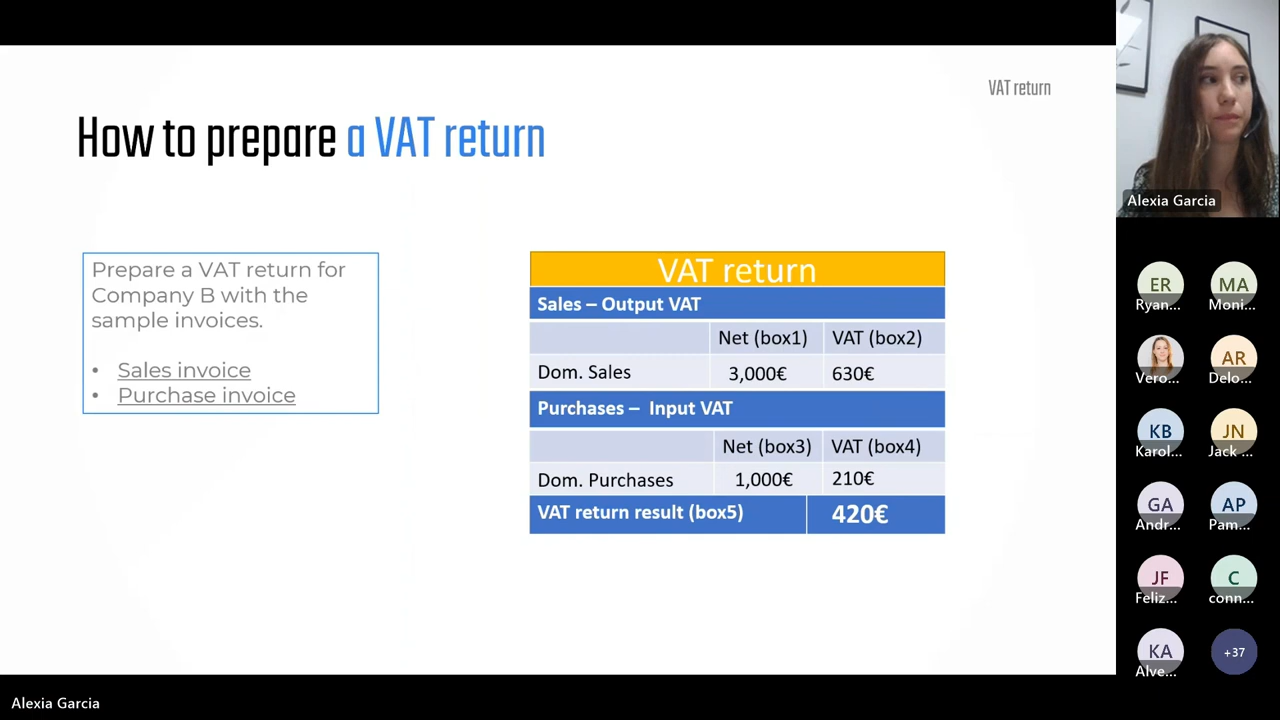 VAT return
How to prepare a VAT return
Prepare a VAT return for
Company B with the
sample invoices.
• Sales invoice
• Purchase invoice
VAT return
Sales – Output VAT
Net (box1) VAT (box2)
Dom. Sales 3,000€ 630€
Purchases – Input VAT
Net (box3) VAT (box4)
Dom. Purchases 1,000€ 210€
VAT return result (box5) 420€
Alexia Garcia
ER MA
Ryan... Moni...
AR
Vero... Delo...
KB JN
Karol... Jack ...
GA AP
Andr... Pam...
JF C
Feliz... conn...
KA +37
Alve...
Alexia Garcia